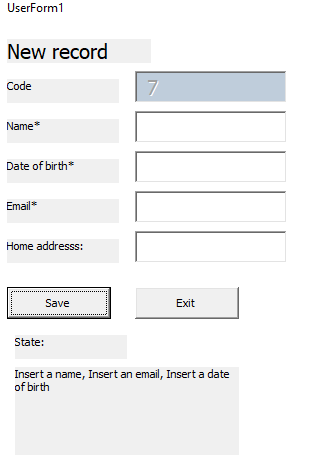 UserForm1
New record
Code 7
Name*
Date of birth*
Email*
Home addresss:
Save Exit
State:
Insert a name, Insert an email, Insert a date
of birth